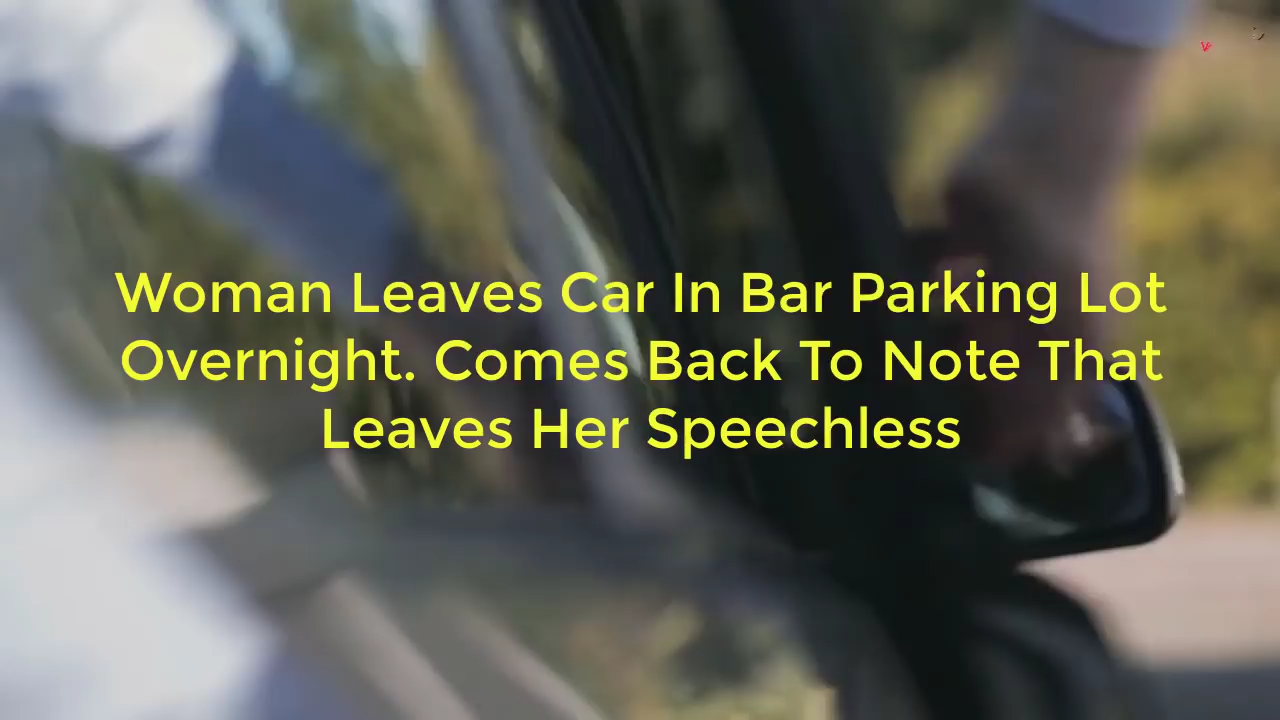 Woman Leaves Car In Bar Parking Lot
Overnight. Comes Back To Note That
Leaves Her Speechless